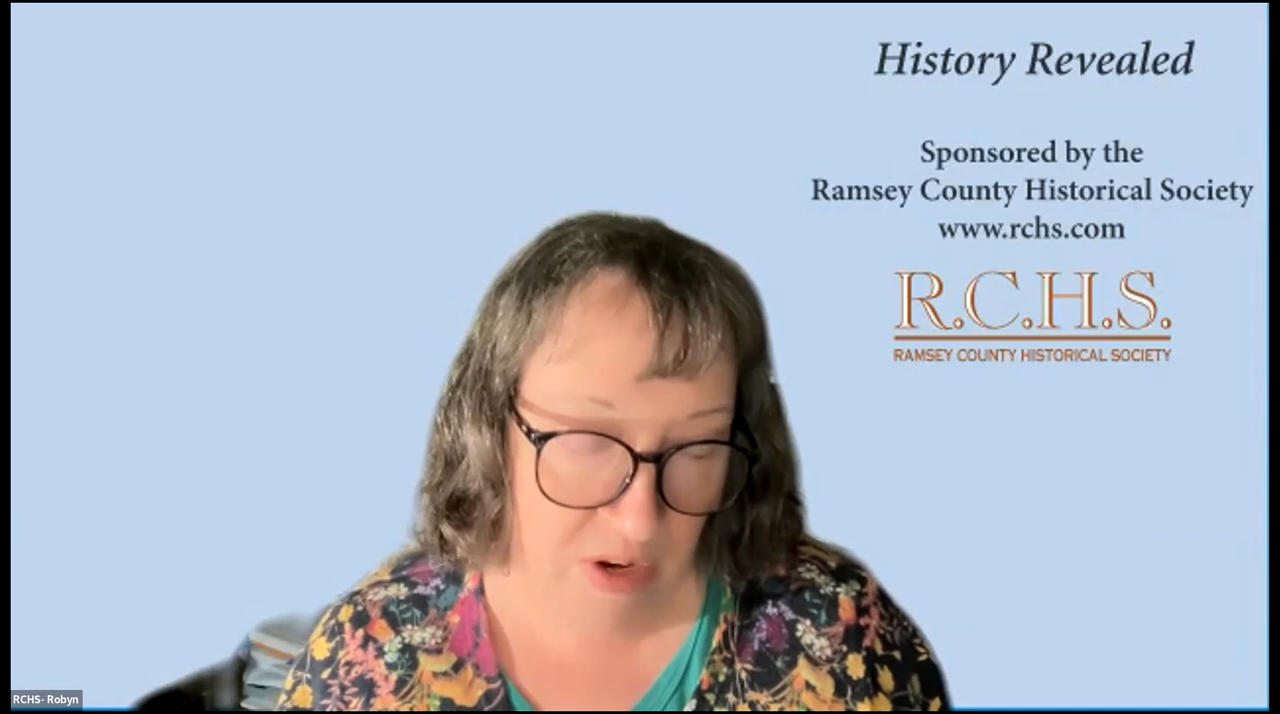 History Revealed
Sponsored by the
Ramsey County Historical Society
www.rchs.com
R.C.H.S.
RAMSEY COUNTY HISTORICAL SOCIETY
RCHS- Robyn